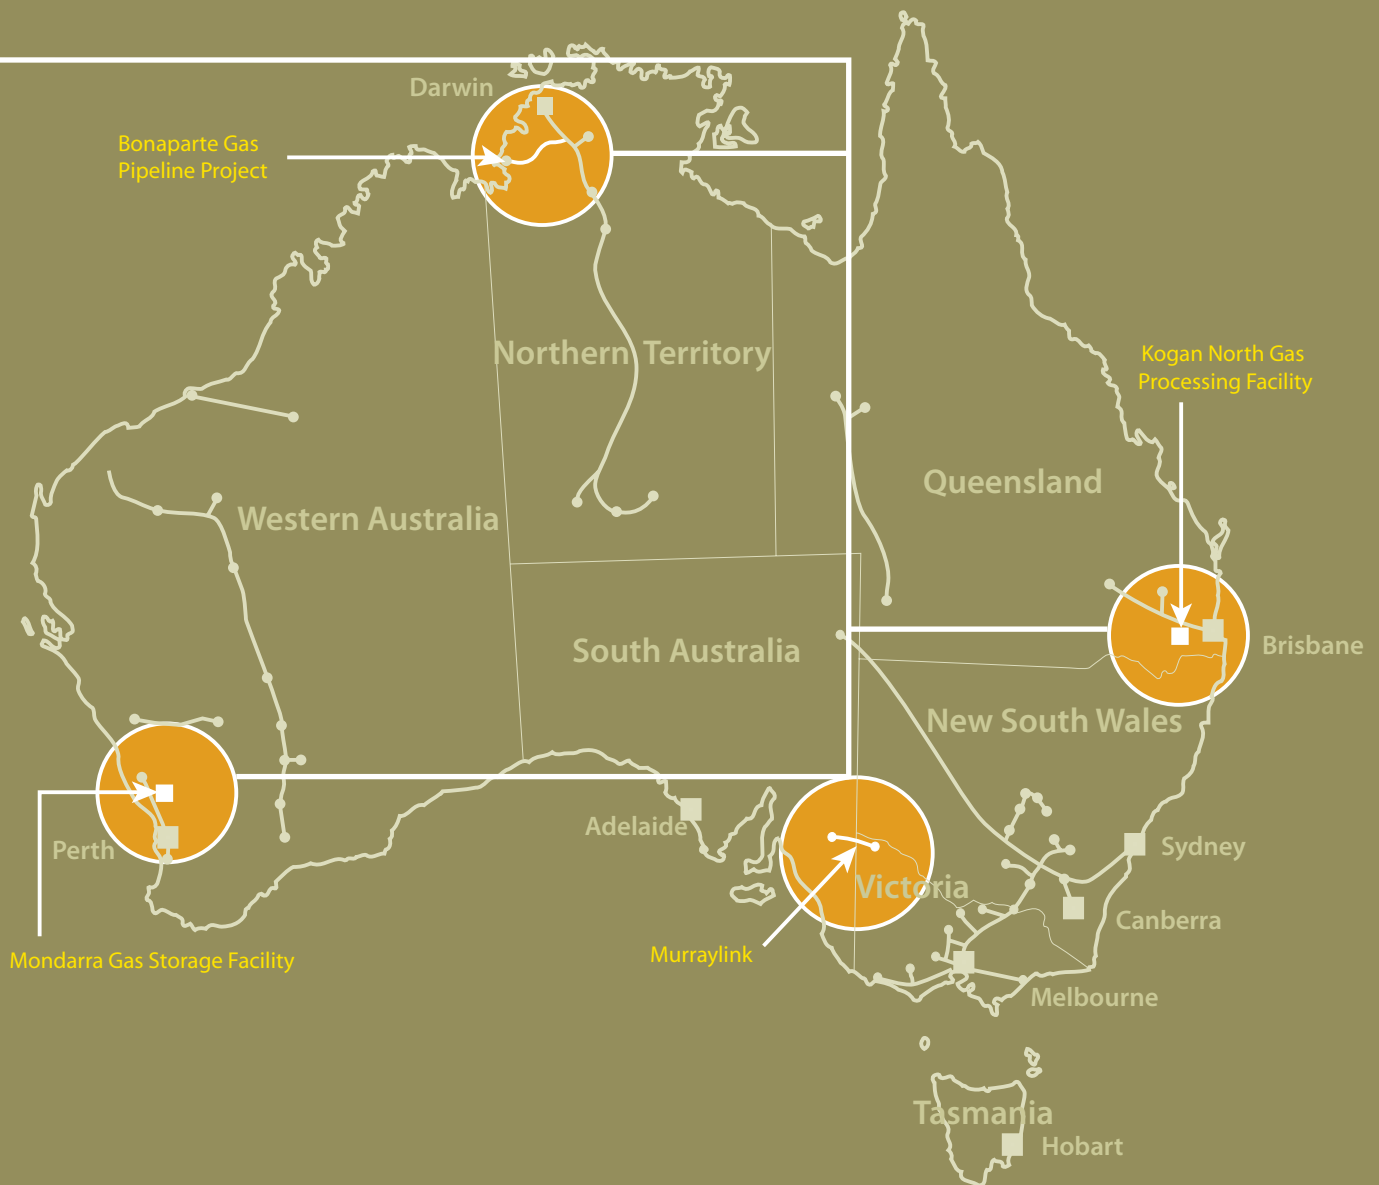 Darwin
Bonaparte Gas
Pipeline Project
Northern Territory
Kogan North Gas
Processing Facility
Queensland
Western Australia
South Australia
Brisbane
New South Wales
Adelaide
Perth
Sydney
Victoria
Canberra
Murraylink
Mondarra Gas Storage Facility
Melbourne
Tasmania
Hobart